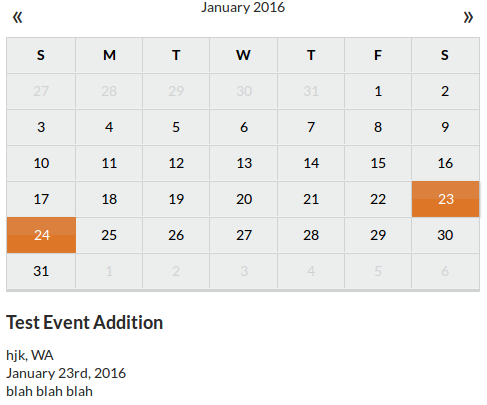 « January 2016 »
S M T W T F S
27 28 29 30 31 1 2
3 4 5 6 7 8 9
10 11 12 13 14 15 16
17 18 19 20 21 22 23
24 25 26 27 28 29 30
31 1 2 3 4 5 6
Test Event Addition
hjk, WA
January 23rd, 2016
blah blah blah